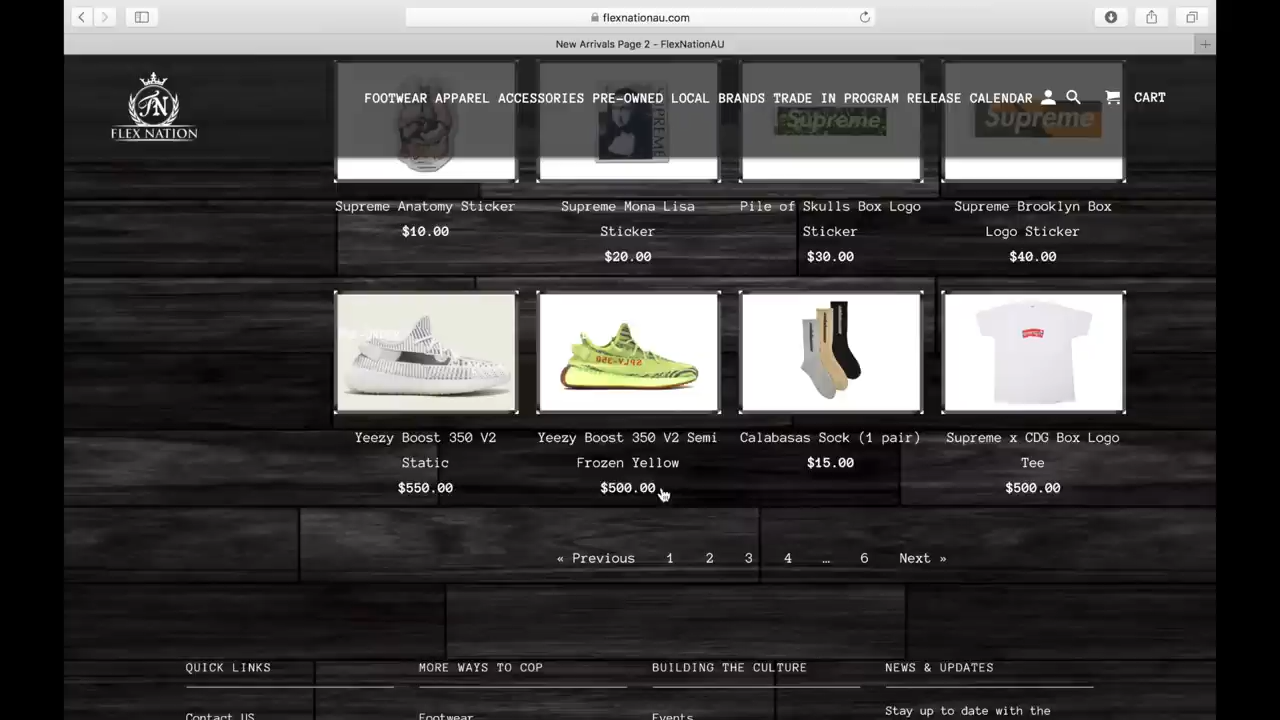 flexnationau.com
New Arrivals Page 2 - FlexNationAU
FN
FLEX NATION
FOOTWEAR APPAREL ACCESSORIES PRE-OWNED LOCAL BRANDS TRADE IN PROGRAM RELEASE CALENDAR CART
Supreme
Supreme
Supreme Anatomy Sticker
$10.00
Supreme Mona Lisa
Sticker
$20.00
Pile of Skulls Box Logo
Sticker
$30.00
Supreme Brooklyn Box
Logo Sticker
$40.00
Yeezy Boost 350 V2
Static
$550.00
Yeezy Boost 350 V2 Semi
Frozen Yellow
$500.00
Calabasas Sock (1 pair)
$15.00
Supreme x CDG Box Logo
Tee
$500.00
« Previous 1 2 3 4 … 6 Next »
QUICK LINKS
MORE WAYS TO COP
BUILDING THE CULTURE
NEWS & UPDATES
Contact US
Footwear
Events
Stay up to date with the